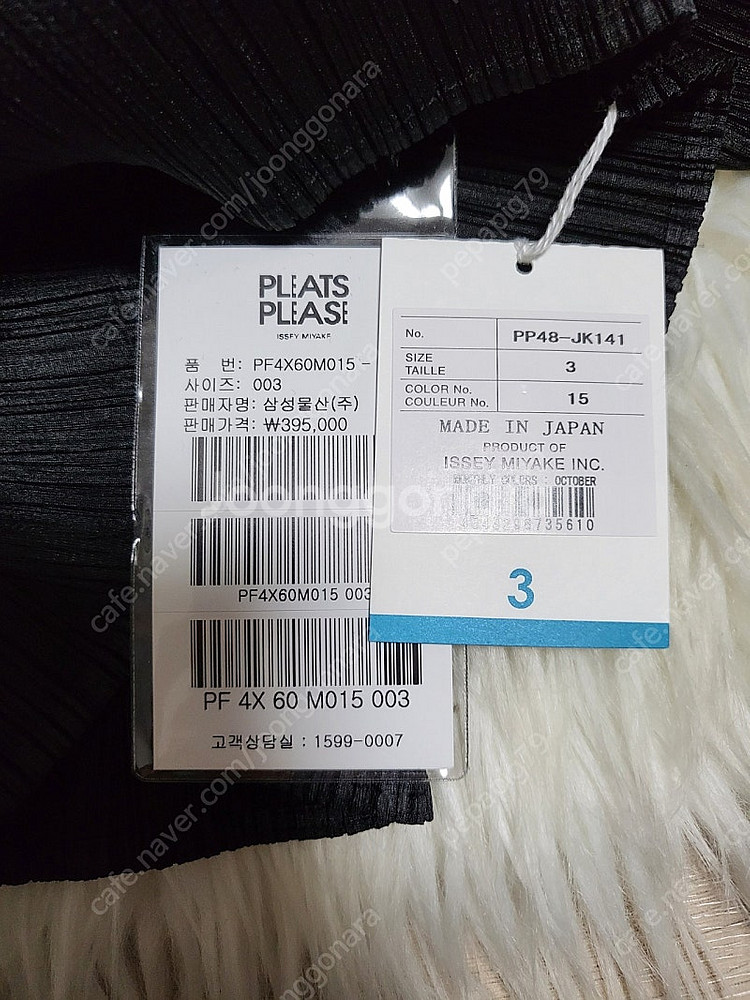 PLEATS
PLEASE
ISSEY MIYAKE
품 번: PF4X60M015 -
사이즈: 003
판매자명: 삼성물산(주)
판매가격: ₩395,000
PF4X60M015 003
PF 4X 60 M015 003
고객상담실 : 1599-0007
No. PP48-JK141
SIZE
TAILLE 3
COLOR No.
COULEUR No. 15
MADE IN JAPAN
PRODUCT OF
ISSEY MIYAKE INC.
MONTHLY COLORS : OCTOBER
3
joonggonara
cafe.naver.com/joonggonara
pepapig79